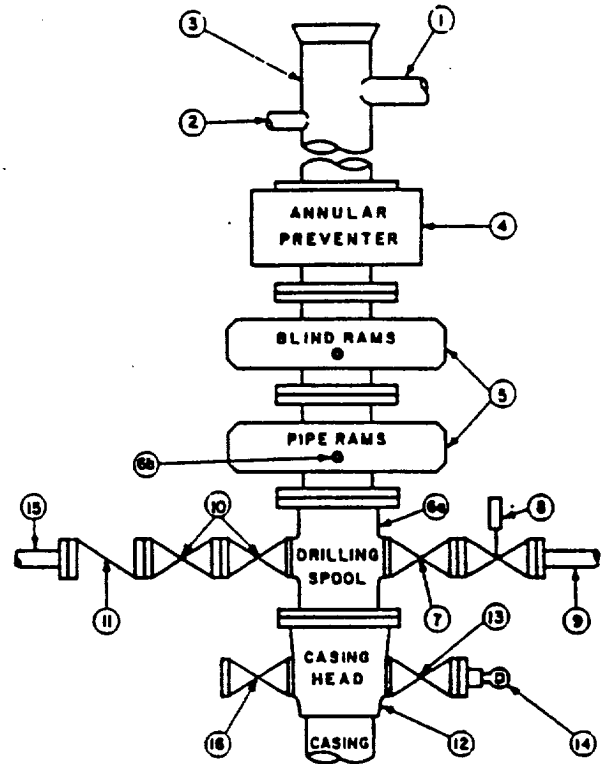 1
3
2
ANNULAR
PREVENTER
4
BLIND RAMS
5
PIPE RAMS
6b
6a
8
15
10
DRILLING
SPOOL
11
7
9
13
CASING
HEAD
16
12
14
CASING